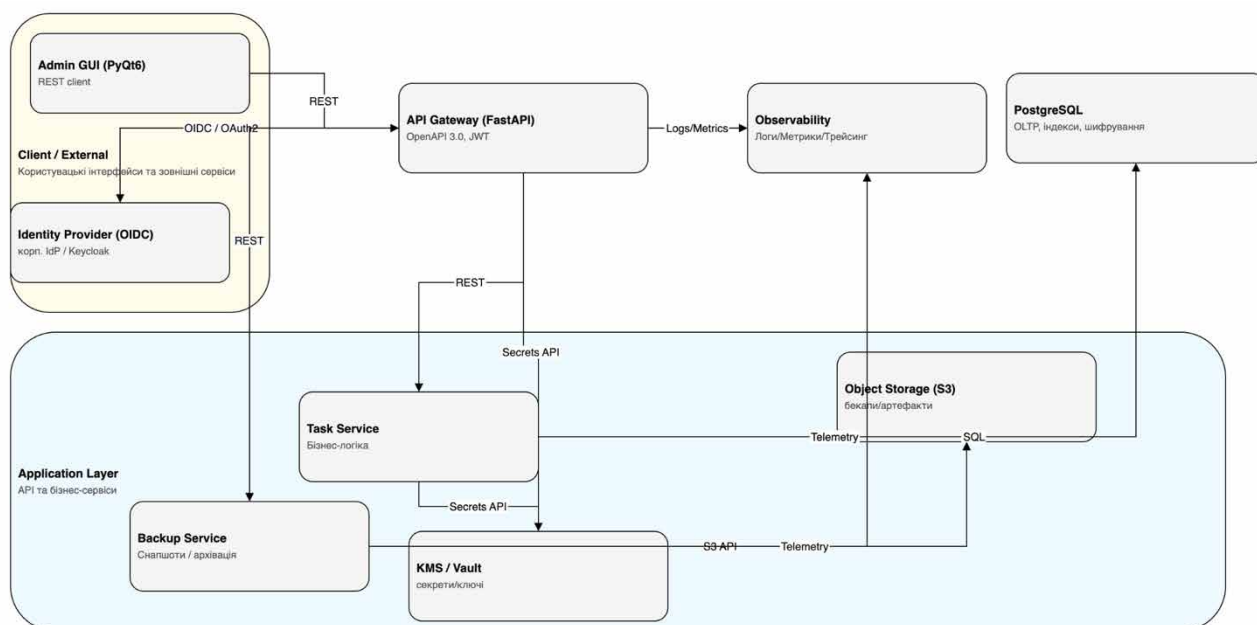 Admin GUI (PyQt6)
REST client
REST
OIDC / OAuth2
API Gateway (FastAPI)
OpenAPI 3.0, JWT
Logs/Metrics
Observability
Логи/Метрики/Трейсинг
PostgreSQL
OLTP, індекси, шифрування
Client / External
Користувацькі інтерфейси та зовнішні сервіси
Identity Provider (OIDC)
корп. IdP / Keycloak
REST
REST
Secrets API
Object Storage (S3)
бекапи/артефакти
Task Service
Бізнес-логіка
Telemetry
SQL
Application Layer
API та бізнес-сервіси
Secrets API
Backup Service
Снапшоти / архівація
S3 API
Telemetry
KMS / Vault
секрети/ключі